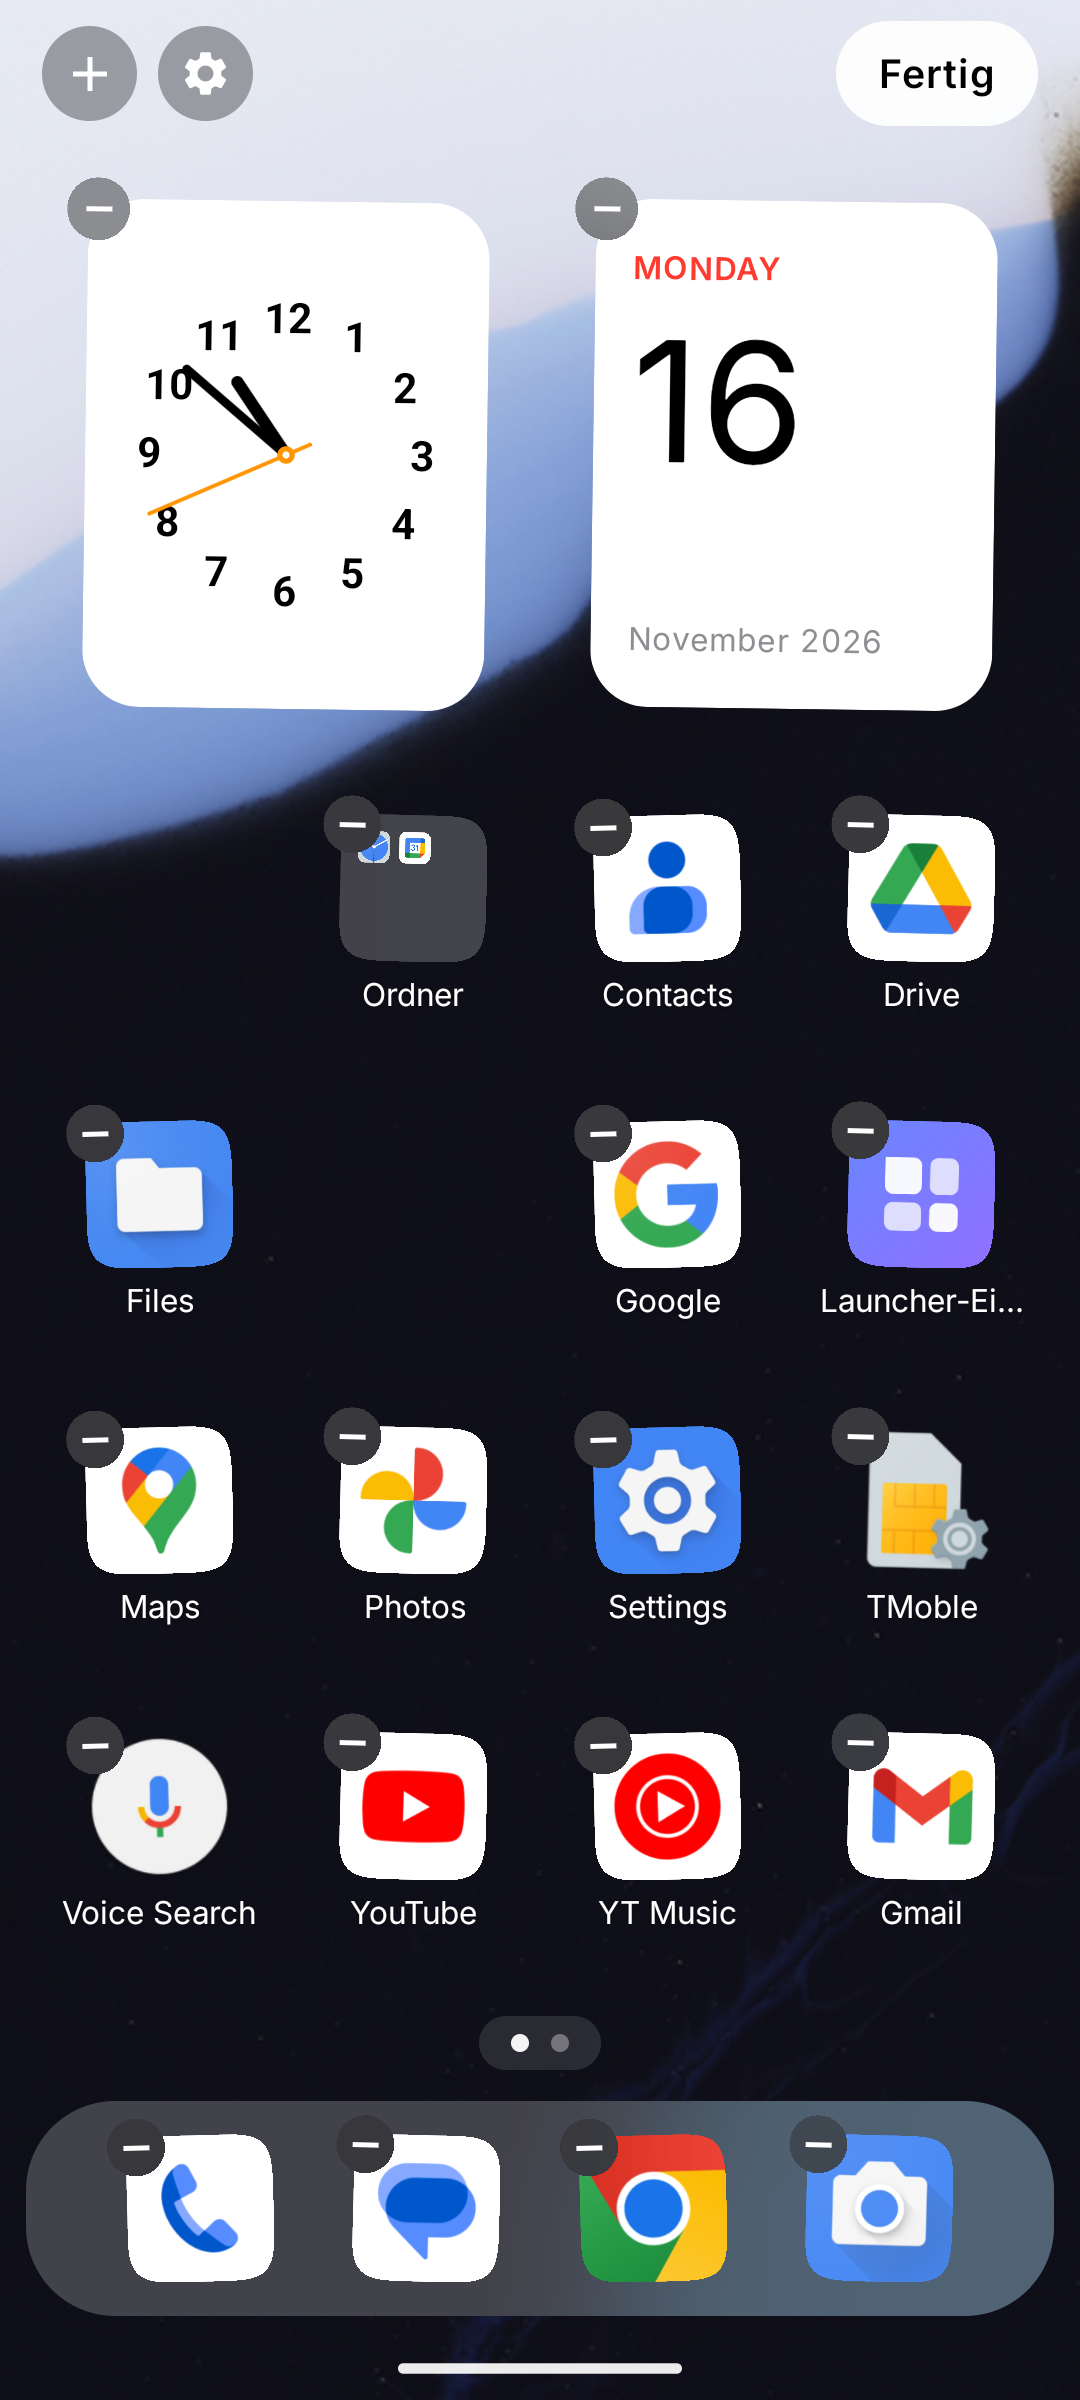 Fertig
12
11
1
10
2
9
3
8
4
7
5
6
MONDAY
16
November 2026
31
Ordner
Contacts
Drive
Files
Google
Launcher-Ei...
Maps
Photos
Settings
TMoble
Voice Search
YouTube
YT Music
Gmail